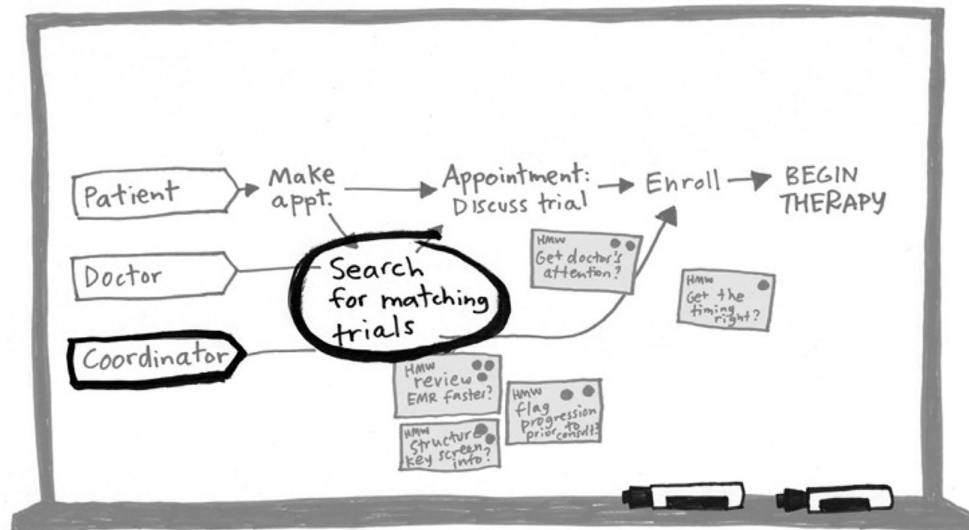 Patient
Make
appt.
Appointment:
Discuss trial
Enroll
BEGIN
THERAPY
Doctor
Search
for matching
trials
Coordinator
HMW
Get doctor's
attention?
HMW
Get the
timing
right?
HMW
review
EMR faster?
HMW
flag
progression
prior to
consult?
HMW
Structure
key screen
info?